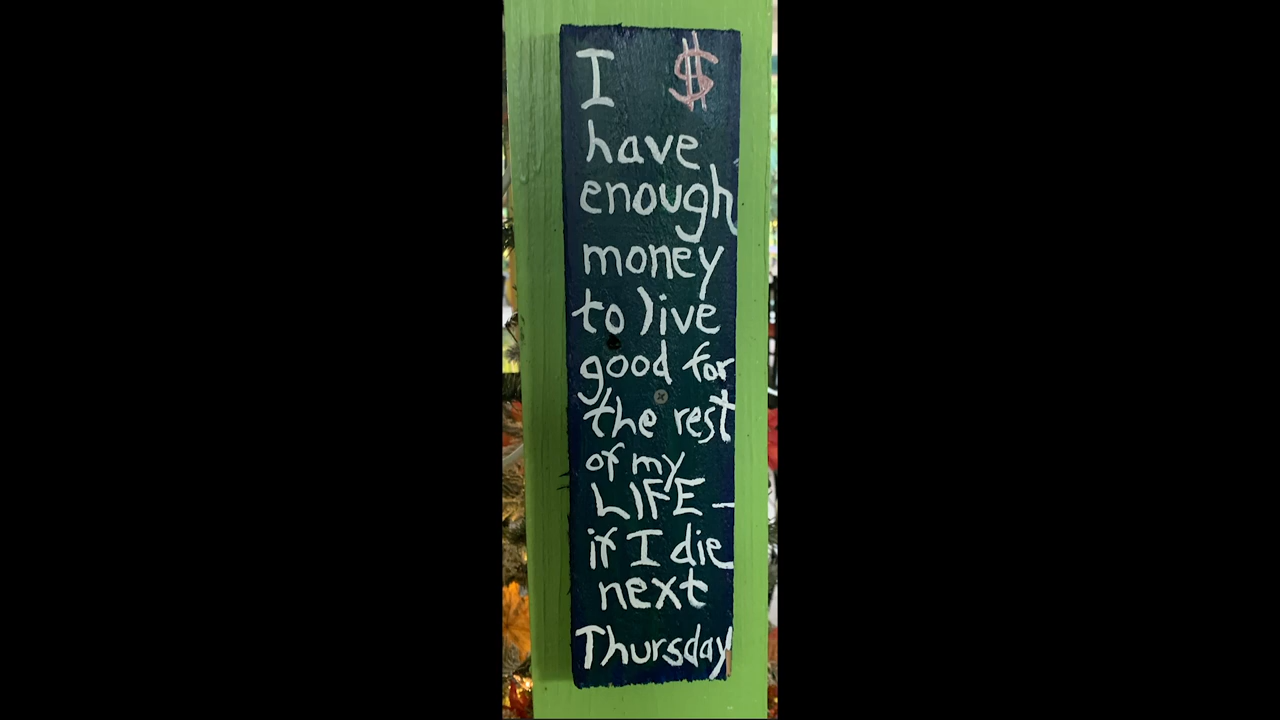 I $
have
enough
money
to live
good for
the rest
of my
LIFE -
if I die
next
Thursday